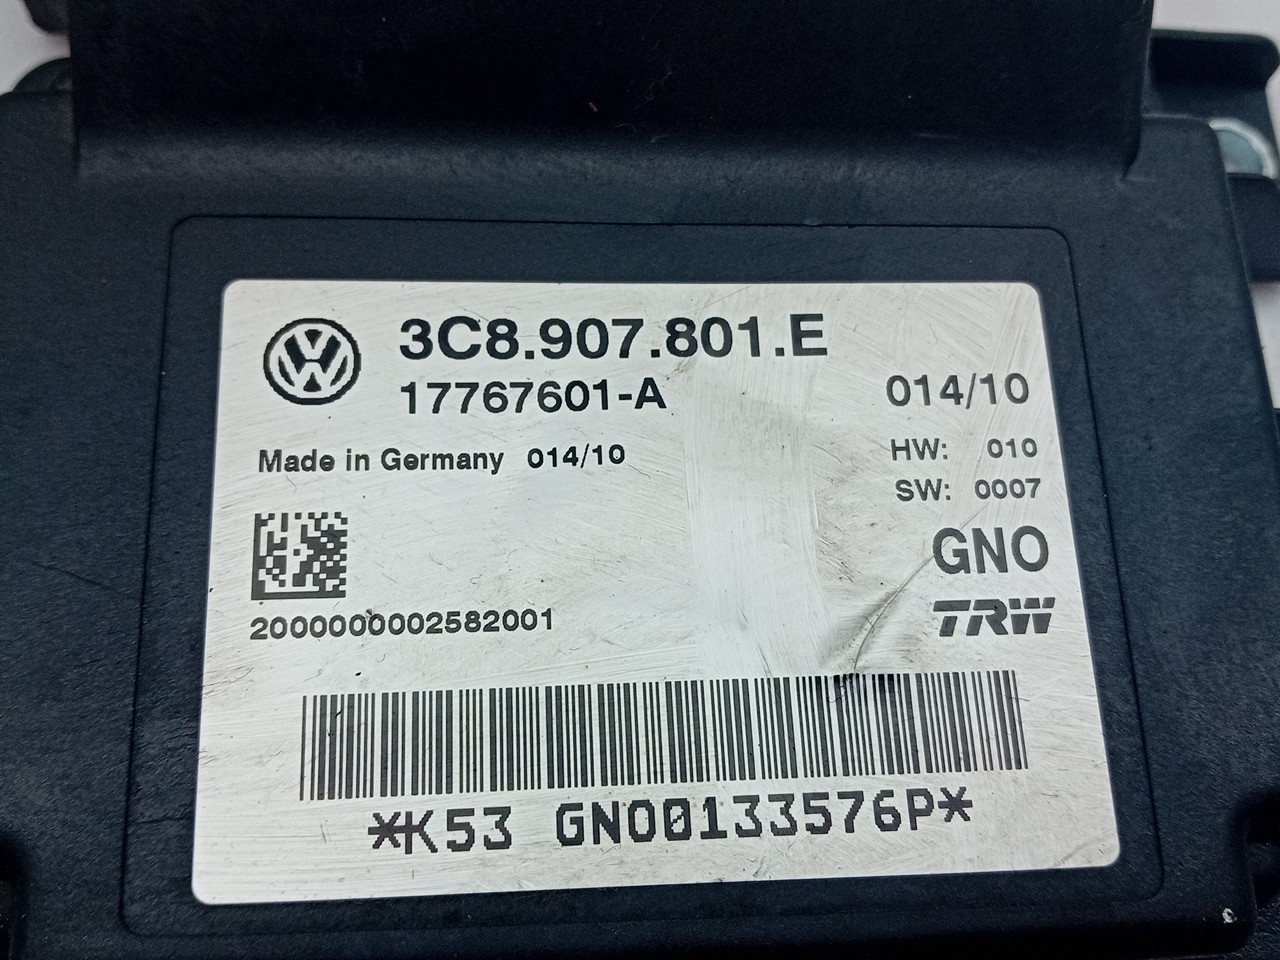 3C8.907.801.E
17767601-A
014/10
Made in Germany 014/10
HW: 010
SW: 0007
GNO
TRW
2000000002582001
*K53 GNO00133576P*